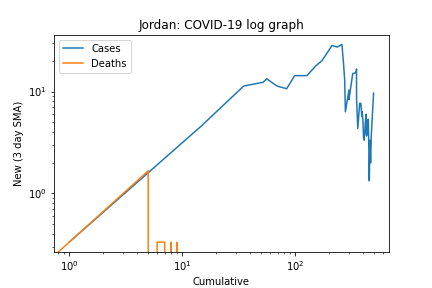 Jordan: COVID-19 log graph
Cases
Deaths
New (3 day SMA)
10¹
10⁰
10⁰ 10¹ 10²
Cumulative